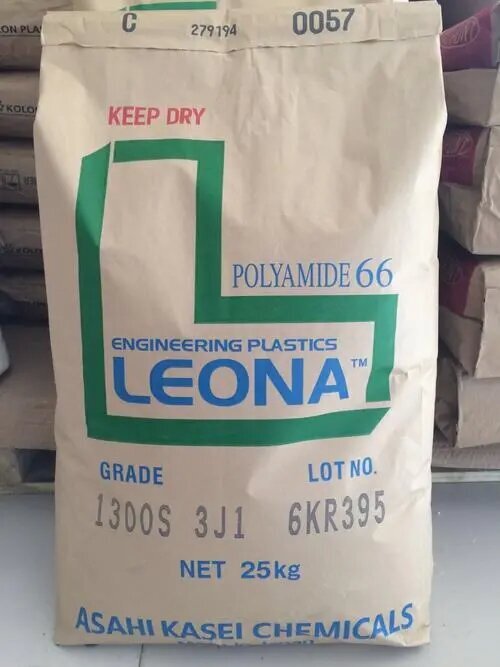 C 279194 0057
KEEP DRY
POLYAMIDE 66
ENGINEERING PLASTICS
LEONA™
GRADE LOT NO.
1300S 3J1 6KR395
NET 25kg
ASAHI KASEI CHEMICALS